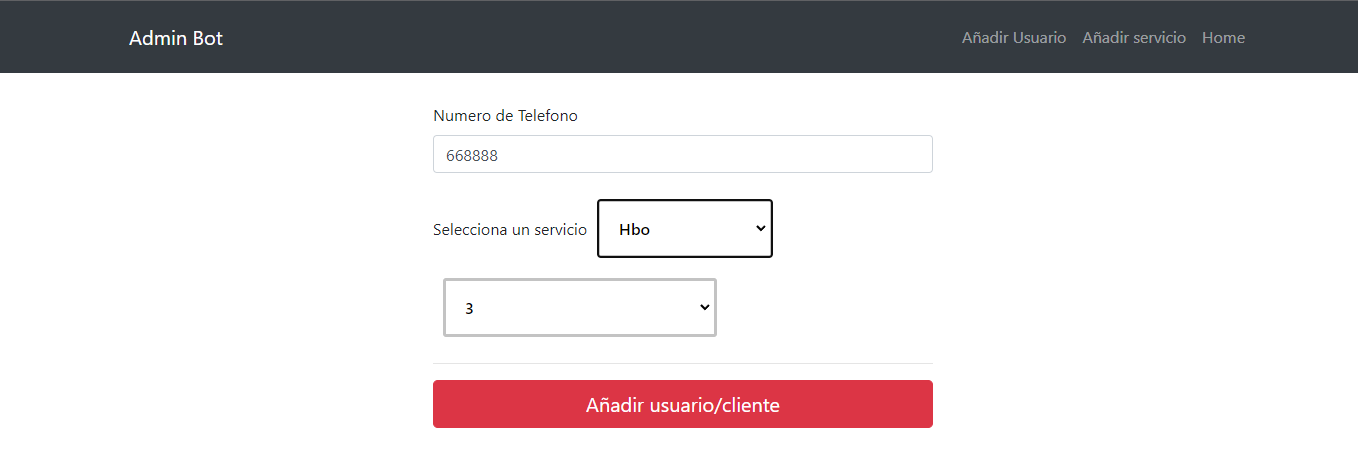 Admin Bot
Añadir Usuario Añadir servicio Home
Numero de Telefono
668888
Selecciona un servicio Hbo
3
Añadir usuario/cliente